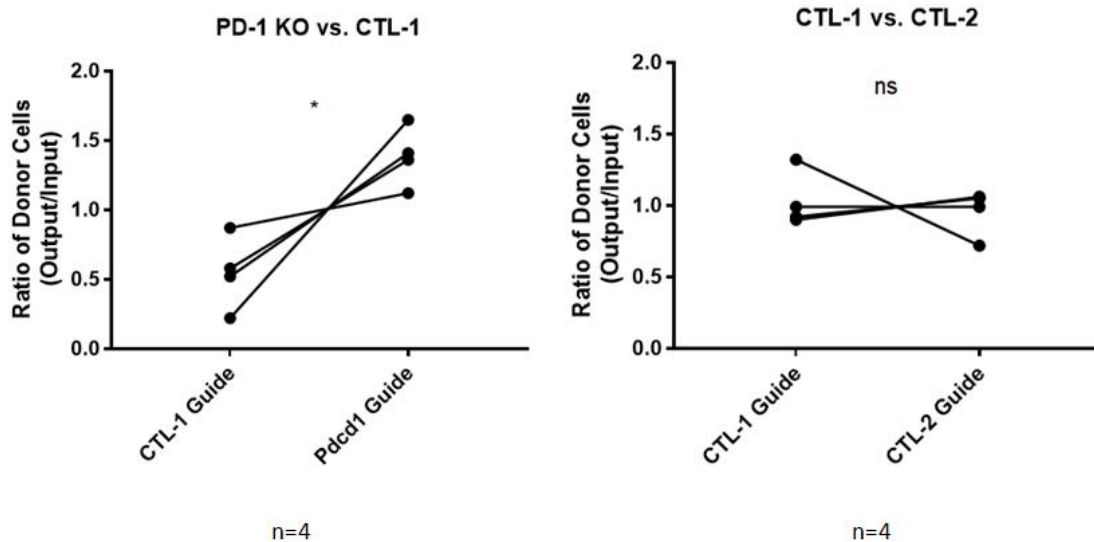 PD-1 KO vs. CTL-1
Ratio of Donor Cells
(Output/Input)
2.0
1.5
1.0
0.5
0.0
*
CTL-1 Guide
Pdcd1 Guide
n=4
CTL-1 vs. CTL-2
Ratio of Donor Cells
(Output/Input)
2.0
1.5
1.0
0.5
0.0
ns
CTL-1 Guide
CTL-2 Guide
n=4